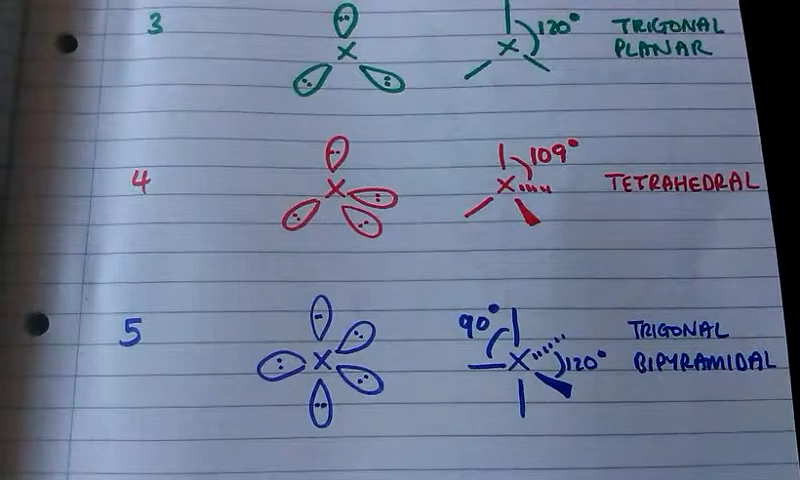 3 X X 120° TRIGONAL
PLANAR
4 X X 109° TETRAHEDRAL
5 X 90° X 120° TRIGONAL
BIPYRAMIDAL